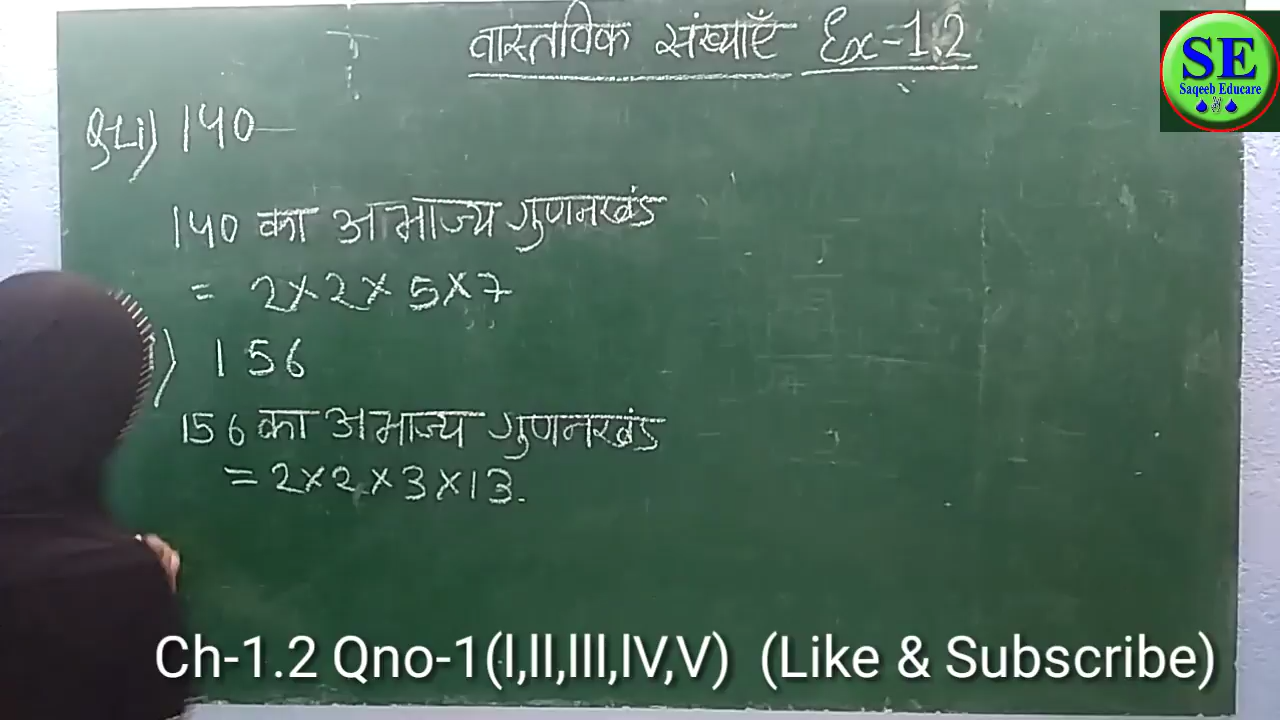 वास्तविक संख्याएँ Ex-1.2
SE
Saqeeb Educare
Q1.i) 140
140 का अभाज्य गुणनखंड
= 2×2×5×7
) 156
156 का अभाज्य गुणनखंड
= 2×2×3×13.
Ch-1.2 Qno-1(I,II,III,IV,V) (Like & Subscribe)